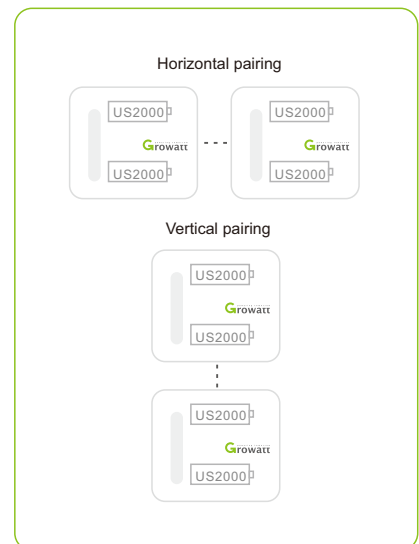 Horizontal pairing
US2000 US2000
Growatt Growatt
US2000 US2000
Vertical pairing
US2000
Growatt
US2000
US2000
Growatt
US2000